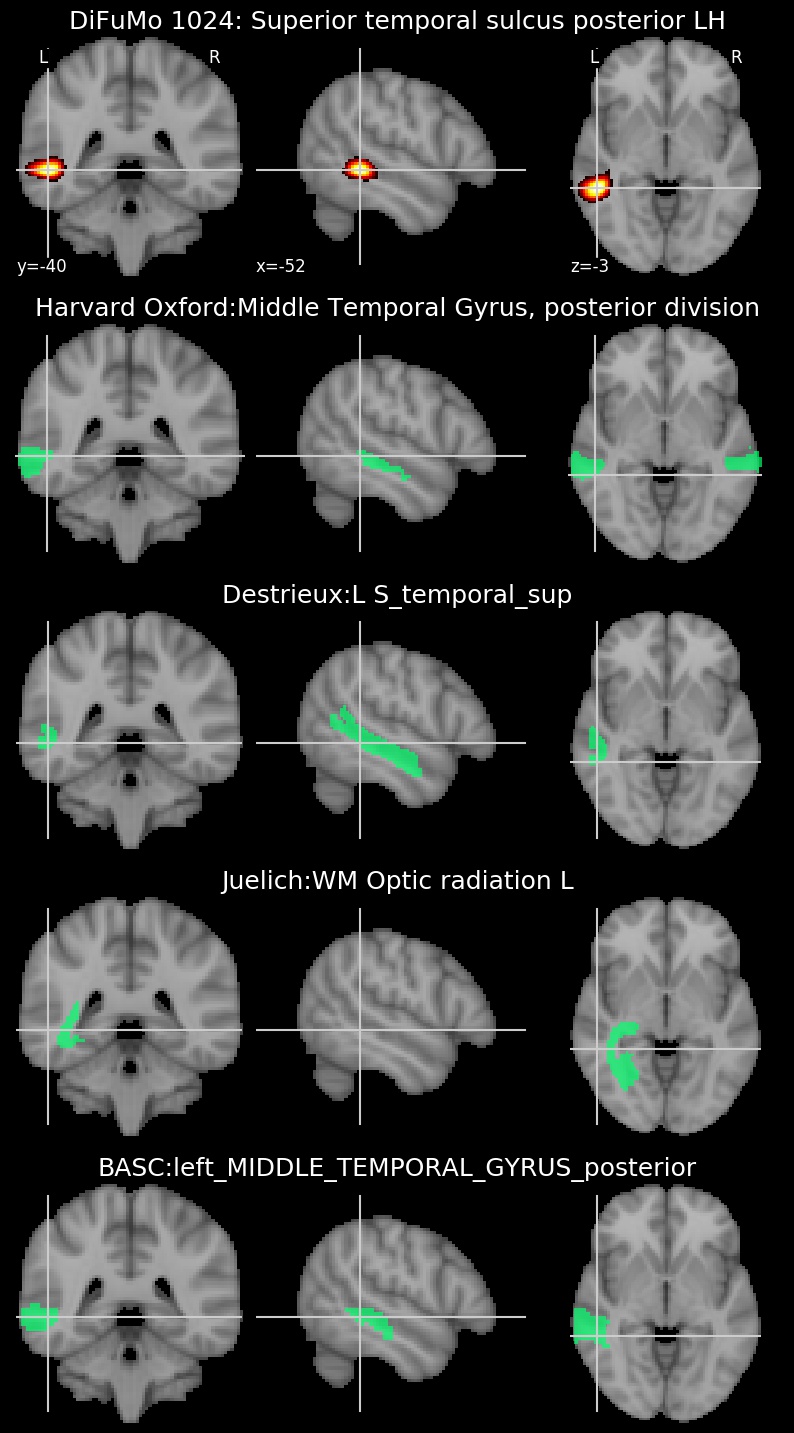 DiFuMo 1024: Superior temporal sulcus posterior LH
L R L R
y=-40 x=-52 z=-3
Harvard Oxford:Middle Temporal Gyrus, posterior division
Destrieux:L S_temporal_sup
Juelich:WM Optic radiation L
BASC:left_MIDDLE_TEMPORAL_GYRUS_posterior